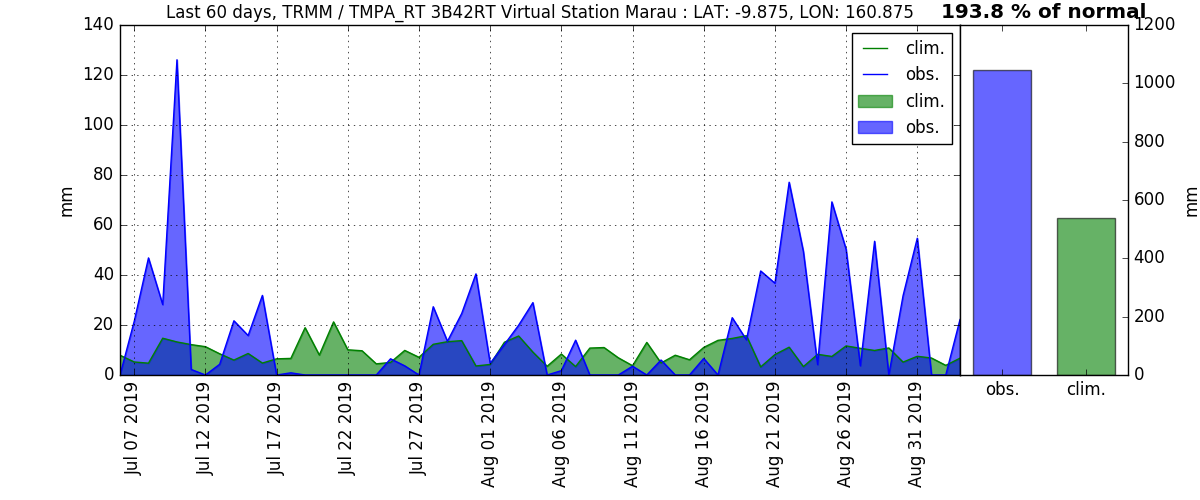 Last 60 days, TRMM / TMPA_RT 3B42RT Virtual Station Marau : LAT: -9.875, LON: 160.875
193.8 % of normal
140
120
100
80
60
40
20
0
mm
clim.
obs.
clim.
obs.
1200
1000
800
600
400
200
0
mm
Jul 07 2019
Jul 12 2019
Jul 17 2019
Jul 22 2019
Jul 27 2019
Aug 01 2019
Aug 06 2019
Aug 11 2019
Aug 16 2019
Aug 21 2019
Aug 26 2019
Aug 31 2019
obs.
clim.